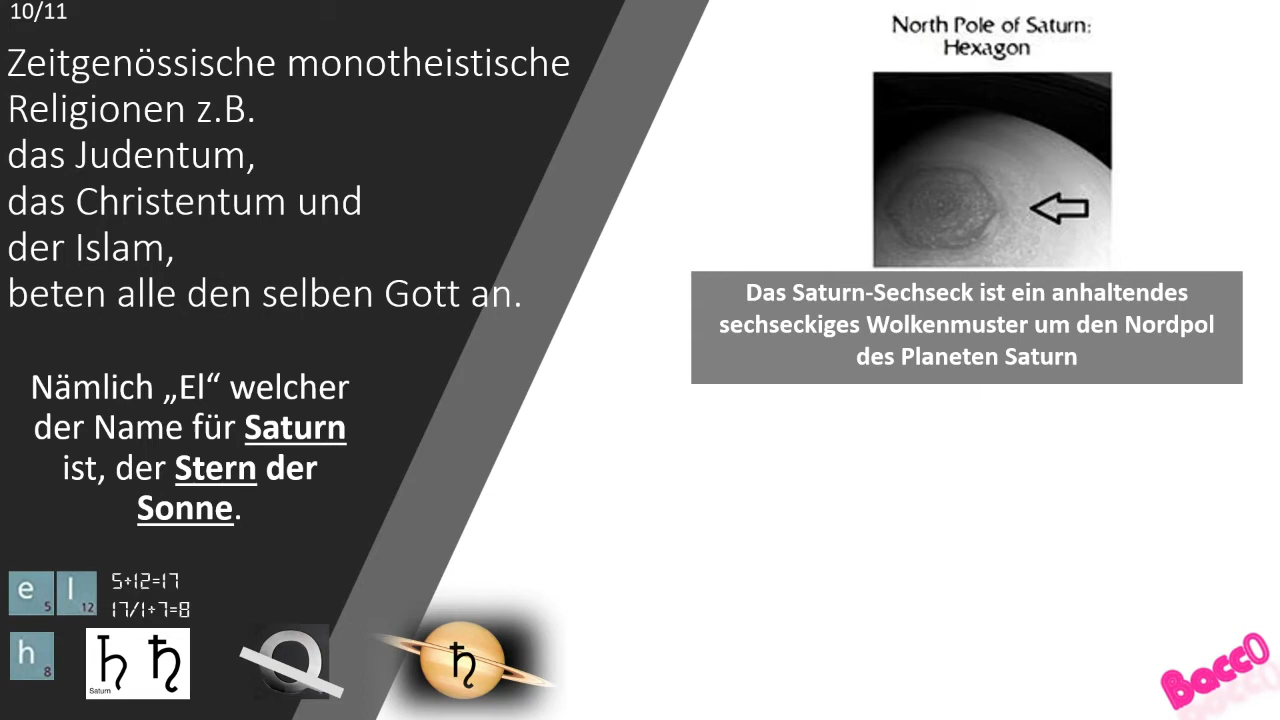 10/11
Zeitgenössische monotheistische
Religionen z.B.
das Judentum,
das Christentum und
der Islam,
beten alle den selben Gott an.
Nämlich „El“ welcher
der Name für Saturn
ist, der Stern der
Sonne.
e 5 l 12
5+12=17
17/1+7=8
h 8
♄ ♄
Saturn
♄
North Pole of Saturn:
Hexagon
Das Saturn-Sechseck ist ein anhaltendes
sechseckiges Wolkenmuster um den Nordpol
des Planeten Saturn
BaccO